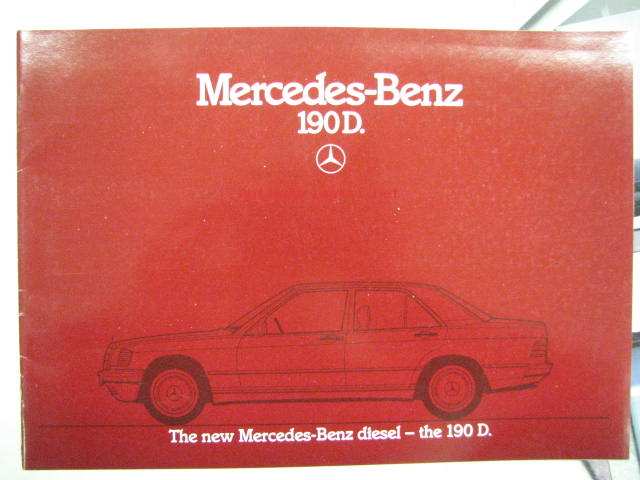 Mercedes-Benz
190 D.
The new Mercedes-Benz diesel – the 190 D.